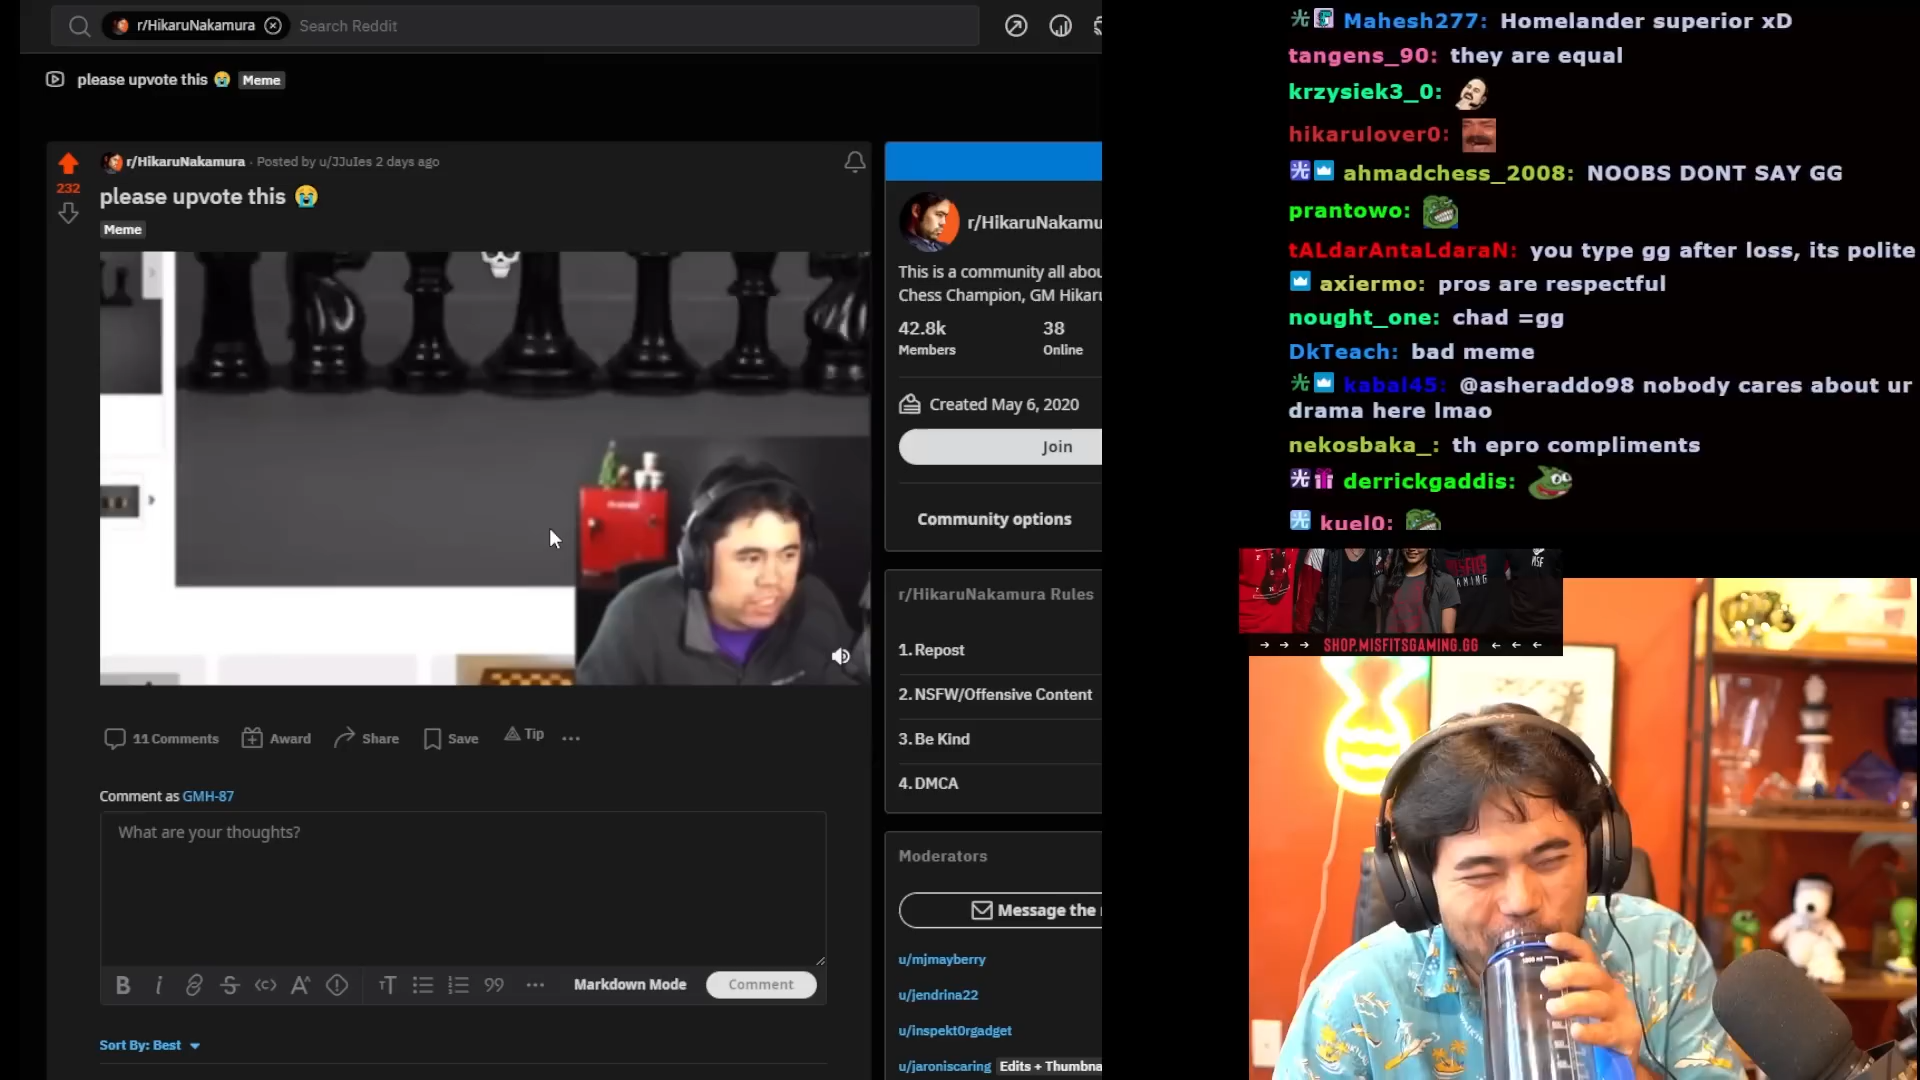 r/HikaruNakamura
Search Reddit
please upvote this 😭 Meme
232
r/HikaruNakamura · Posted by u/JJules 2 days ago
please upvote this 😭
Meme
11 Comments
Award
Share
Save
Tip
Comment as GMH-87
What are your thoughts?
Markdown Mode
Comment
Sort By: Best
r/HikaruNakamu
This is a community all abou
Chess Champion, GM Hikaru
42.8k
Members
38
Online
Created May 6, 2020
Join
Community options
r/HikaruNakamura Rules
1. Repost
2. NSFW/Offensive Content
3. Be Kind
4. DMCA
Moderators
Message the
u/mjmayberry
u/jendrina22
u/inspekt0rgadget
u/jaroniscaring Edits + Thumbna
Mahesh277: Homelander superior xD
tangens_90: they are equal
krzysiek3_0:
hikarulover0:
ahmadchess_2008: NOOBS DONT SAY GG
prantowo:
tALdarAntaLdaraN: you type gg after loss, its polite
axiermo: pros are respectful
nought_one: chad =gg
DkTeach: bad meme
kabal45: @asheraddo98 nobody cares about ur
drama here lmao
nekosbaka_: th epro compliments
derrickgaddis:
kuel0:
→ → → SHOP.MISFITSGAMING.GG ← ← ←